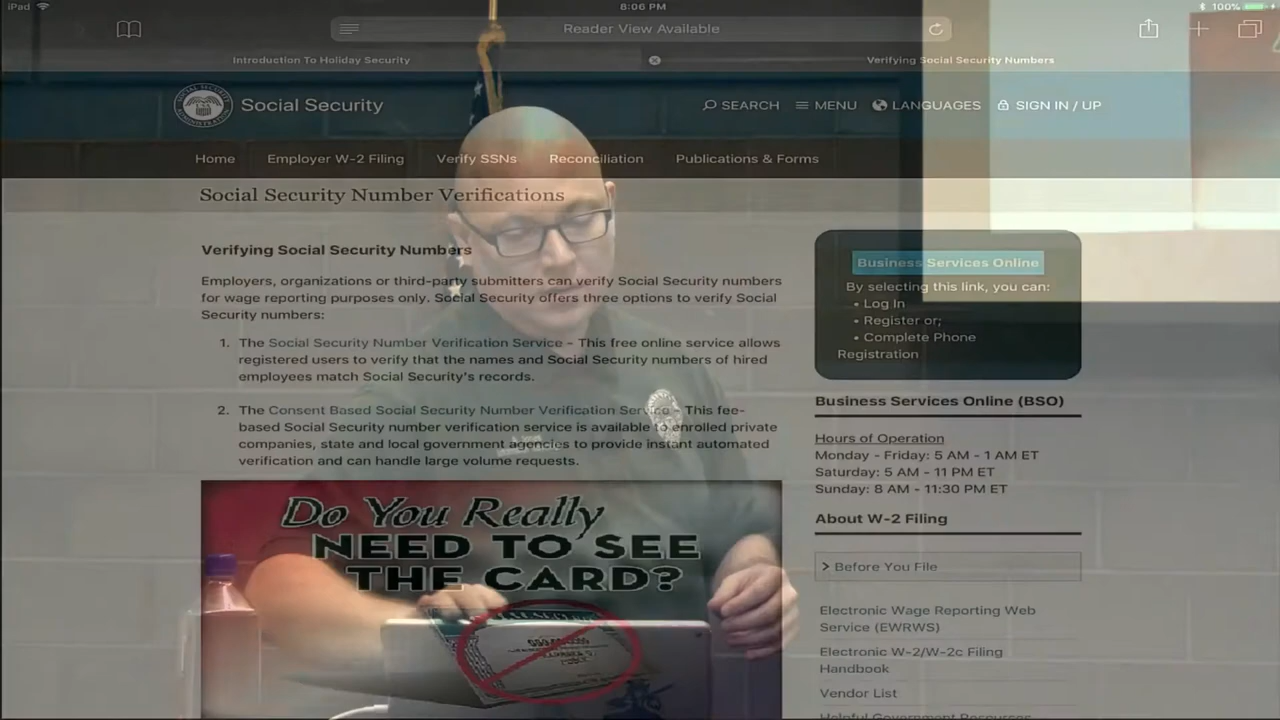 iPad
8:06 PM
100%
Reader View Available
Introduction To Holiday Security
Verifying Social Security Numbers
Social Security
SEARCH
MENU
LANGUAGES
SIGN IN / UP
Home
Employer W-2 Filing
Verify SSNs
Reconciliation
Publications & Forms
Social Security Number Verifications
Verifying Social Security Numbers
Employers, organizations or third-party submitters can verify Social Security numbers
for wage reporting purposes only. Social Security offers three options to verify Social
Security numbers:
1. The Social Security Number Verification Service - This free online service allows
registered users to verify that the names and Social Security numbers of hired
employees match Social Security's records.
2. The Consent Based Social Security Number Verification Service - This fee-
based Social Security number verification service is available to enrolled private
companies, state and local government agencies to provide instant automated
verification and can handle large volume requests.
Do You Really
NEED TO SEE
THE CARD?
Business Services Online
By selecting this link, you can:
• Log In
• Register or;
• Complete Phone
Registration
Business Services Online (BSO)
Hours of Operation
Monday - Friday: 5 AM - 1 AM ET
Saturday: 5 AM - 11 PM ET
Sunday: 8 AM - 11:30 PM ET
About W-2 Filing
> Before You File
Electronic Wage Reporting Web
Service (EWRWS)
Electronic W-2/W-2c Filing
Handbook
Vendor List
Helpful Government Resources